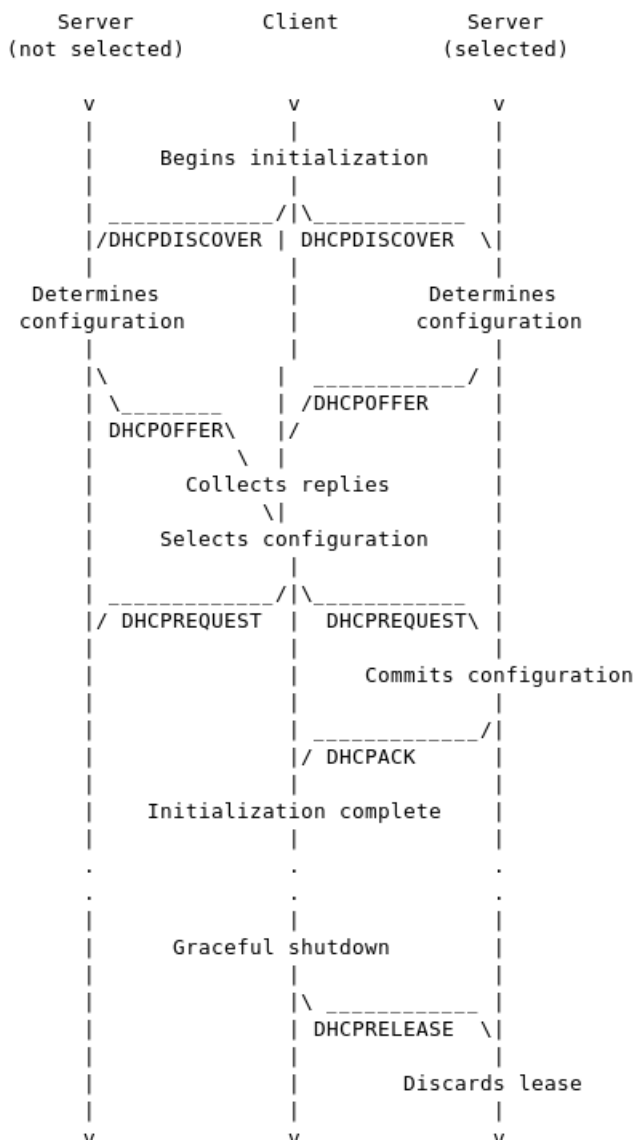 Server Client Server
(not selected) (selected)
v v v
Begins initialization
DHCPDISCOVER DHCPDISCOVER
Determines Determines
configuration configuration
DHCPOFFER
DHCPOFFER
Collects replies
Selects configuration
DHCPREQUEST DHCPREQUEST
Commits configuration
DHCPACK
Initialization complete
. . .
. . .
Graceful shutdown
DHCPRELEASE
Discards lease
v v v